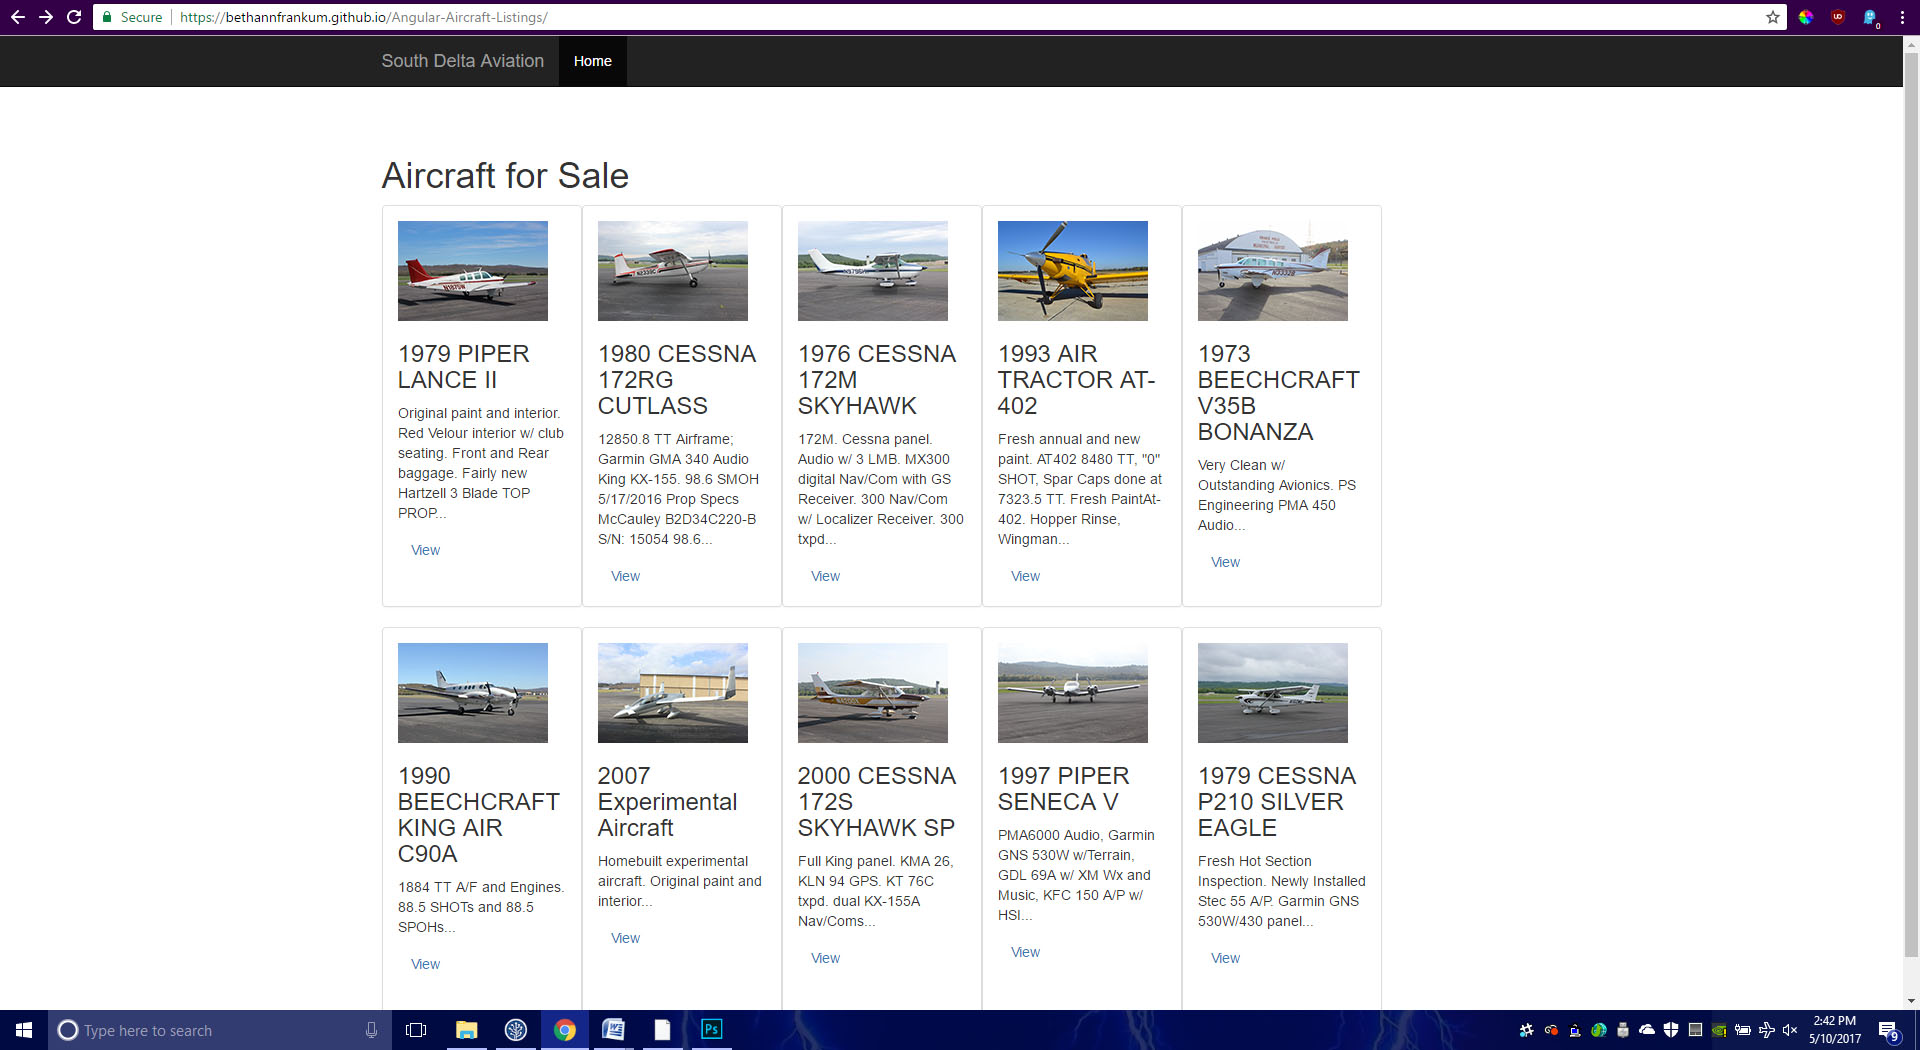 Secure https://bethannfrankum.github.io/Angular-Aircraft-Listings/
South Delta Aviation Home
Aircraft for Sale
1979 PIPER
LANCE II
Original paint and interior.
Red Velour interior w/ club
seating. Front and Rear
baggage. Fairly new
Hartzell 3 Blade TOP
PROP...
View
1980 CESSNA
172RG
CUTLASS
12850.8 TT Airframe;
Garmin GMA 340 Audio
King KX-155. 98.6 SMOH
5/17/2016 Prop Specs
McCauley B2D34C220-B
S/N: 15054 98.6...
View
1976 CESSNA
172M
SKYHAWK
172M. Cessna panel.
Audio w/ 3 LMB. MX300
digital Nav/Com with GS
Receiver. 300 Nav/Com
w/ Localizer Receiver. 300
txpd...
View
1993 AIR
TRACTOR AT-
402
Fresh annual and new
paint. AT402 8480 TT, "0"
SHOT, Spar Caps done at
7323.5 TT. Fresh PaintAt-
402. Hopper Rinse,
Wingman...
View
1973
BEECHCRAFT
V35B
BONANZA
Very Clean w/
Outstanding Avionics. PS
Engineering PMA 450
Audio...
View
1990
BEECHCRAFT
KING AIR
C90A
1884 TT A/F and Engines.
88.5 SHOTs and 88.5
SPOHs...
View
2007
Experimental
Aircraft
Homebuilt experimental
aircraft. Original paint and
interior...
View
2000 CESSNA
172S
SKYHAWK SP
Full King panel. KMA 26,
KLN 94 GPS. KT 76C
txpd. dual KX-155A
Nav/Coms...
View
1997 PIPER
SENECA V
PMA6000 Audio, Garmin
GNS 530W w/Terrain,
GDL 69A w/ XM Wx and
Music, KFC 150 A/P w/
HSI...
View
1979 CESSNA
P210 SILVER
EAGLE
Fresh Hot Section
Inspection. Newly Installed
Stec 55 A/P. Garmin GNS
530W/430 panel...
View
Type here to search
Ps
2:42 PM
5/10/2017
9